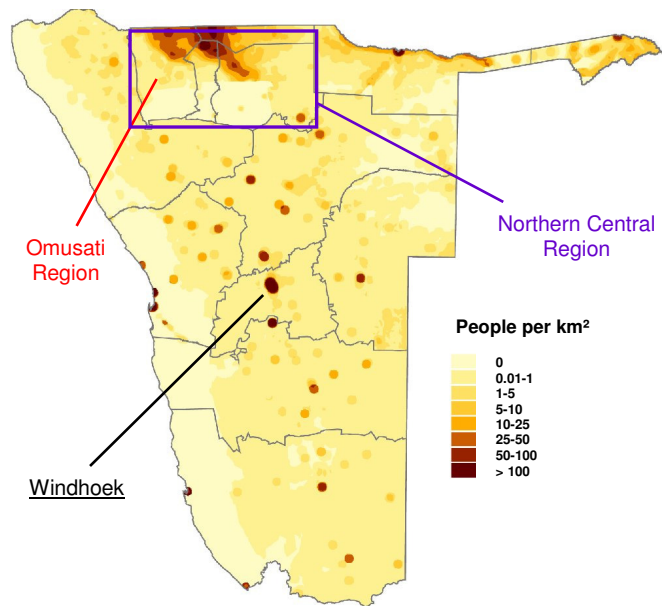 Omusati
Region
Northern Central
Region
People per km²
0
0.01-1
1-5
5-10
10-25
25-50
50-100
> 100
Windhoek